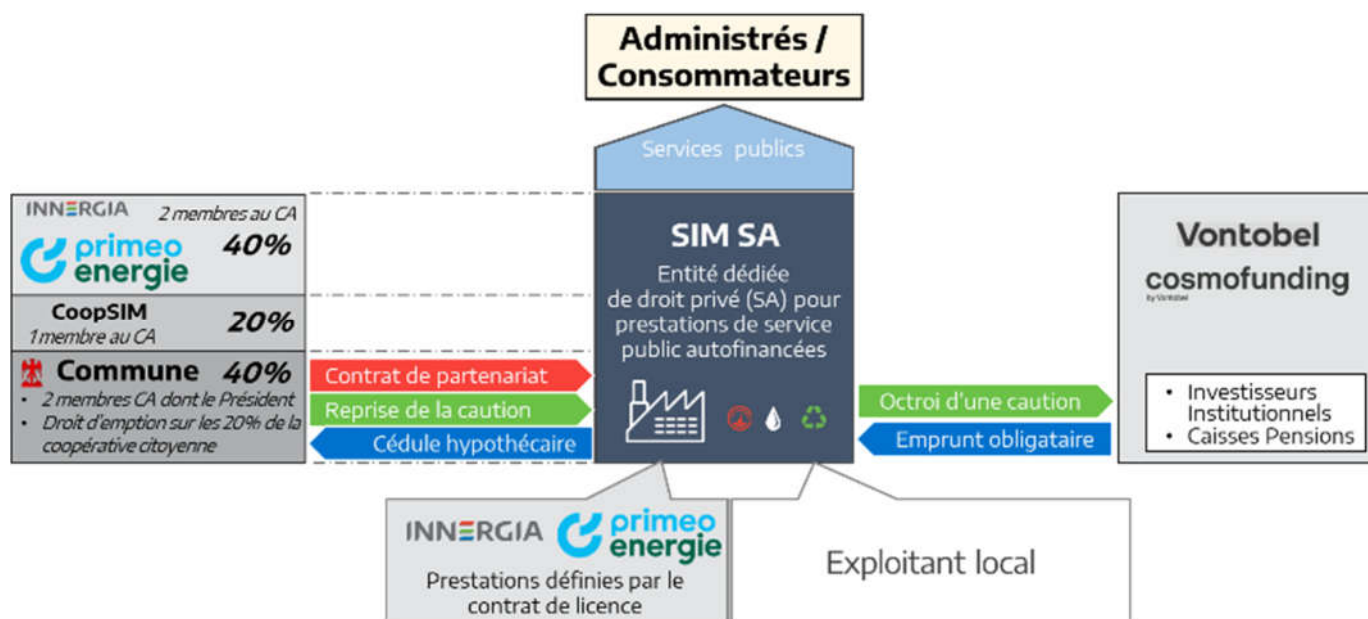 Administrés /
Consommateurs
Services publics
INNERGIA
2 membres au CA
primeo
energie
40%
CoopSIM
1 membre au CA
20%
Commune 40%
• 2 membres CA dont le Président
• Droit d'emption sur les 20% de la
coopérative citoyenne
Contrat de partenariat
Reprise de la caution
Cédule hypothécaire
SIM SA
Entité dédiée
de droit privé (SA) pour
prestations de service
public autofinancées
Octroi d'une caution
Emprunt obligataire
Vontobel
cosmofunding
by Vontobel
• Investisseurs
Institutionnels
• Caisses Pensions
INNERGIA
primeo
energie
Prestations définies par le
contrat de licence
Exploitant local